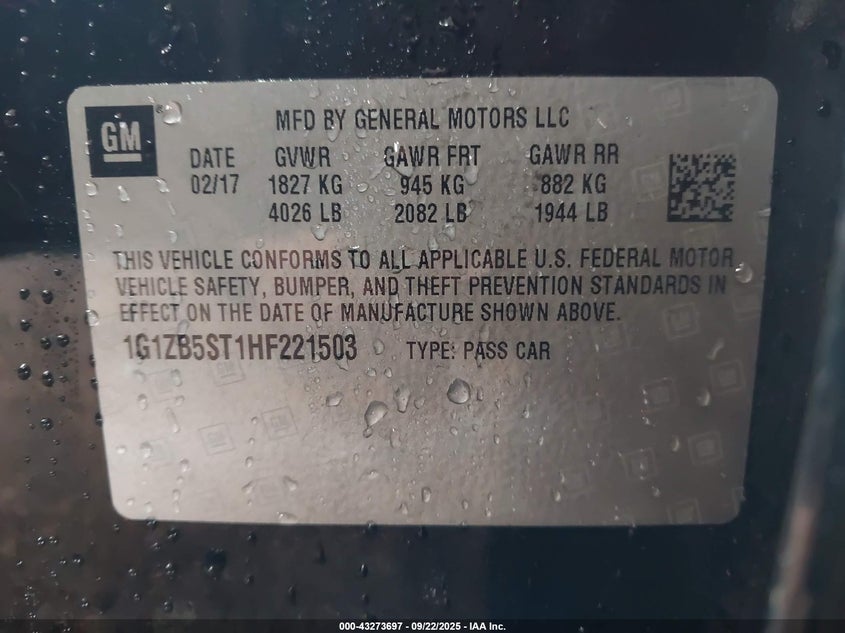 GM
MFD BY GENERAL MOTORS LLC
DATE GVWR GAWR FRT GAWR RR
02/17 1827 KG 945 KG 882 KG
4026 LB 2082 LB 1944 LB
THIS VEHICLE CONFORMS TO ALL APPLICABLE U.S. FEDERAL MOTOR
VEHICLE SAFETY, BUMPER, AND THEFT PREVENTION STANDARDS IN
EFFECT ON THE DATE OF MANUFACTURE SHOWN ABOVE.
1G1ZB5ST1HF221503 TYPE: PASS CAR
000-43273697 - 09/22/2025 - IAA Inc.